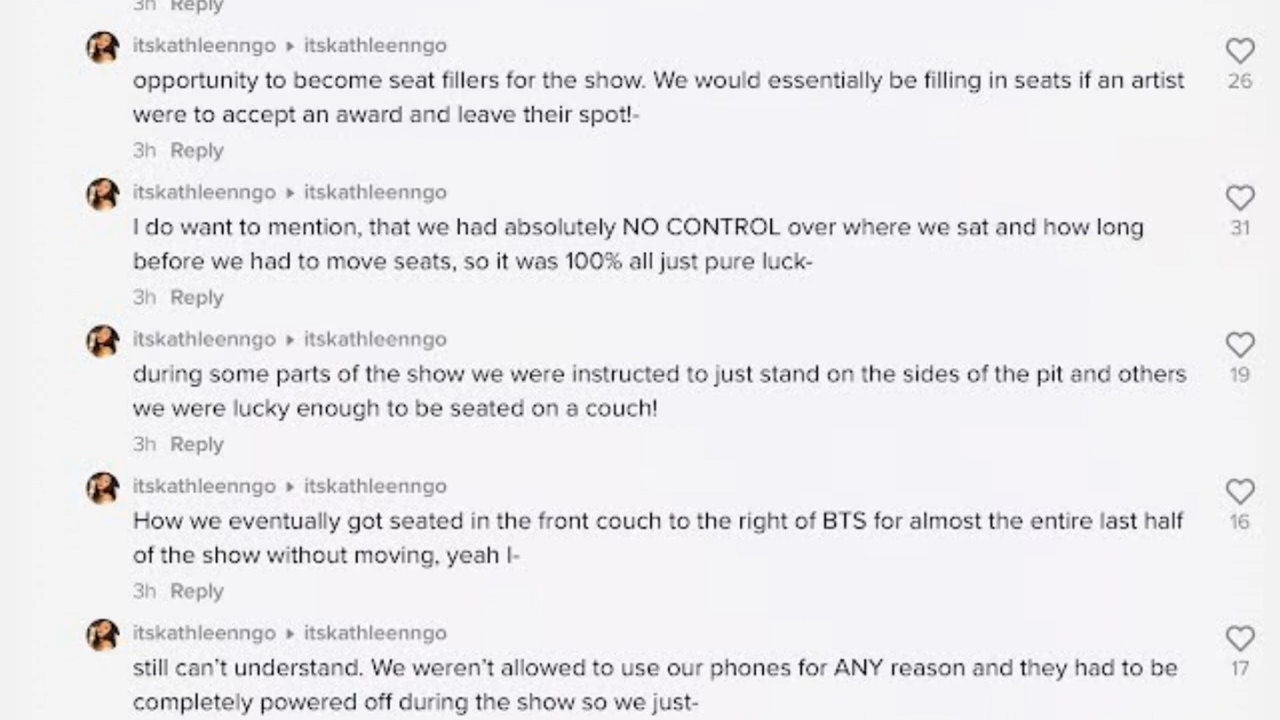 3h Reply
itskathleenngo ▸ itskathleenngo
opportunity to become seat fillers for the show. We would essentially be filling in seats if an artist
were to accept an award and leave their spot!-
26
3h Reply
itskathleenngo ▸ itskathleenngo
I do want to mention, that we had absolutely NO CONTROL over where we sat and how long
before we had to move seats, so it was 100% all just pure luck-
31
3h Reply
itskathleenngo ▸ itskathleenngo
during some parts of the show we were instructed to just stand on the sides of the pit and others
we were lucky enough to be seated on a couch!
19
3h Reply
itskathleenngo ▸ itskathleenngo
How we eventually got seated in the front couch to the right of BTS for almost the entire last half
of the show without moving, yeah I-
16
3h Reply
itskathleenngo ▸ itskathleenngo
still can't understand. We weren't allowed to use our phones for ANY reason and they had to be
completely powered off during the show so we just-
17